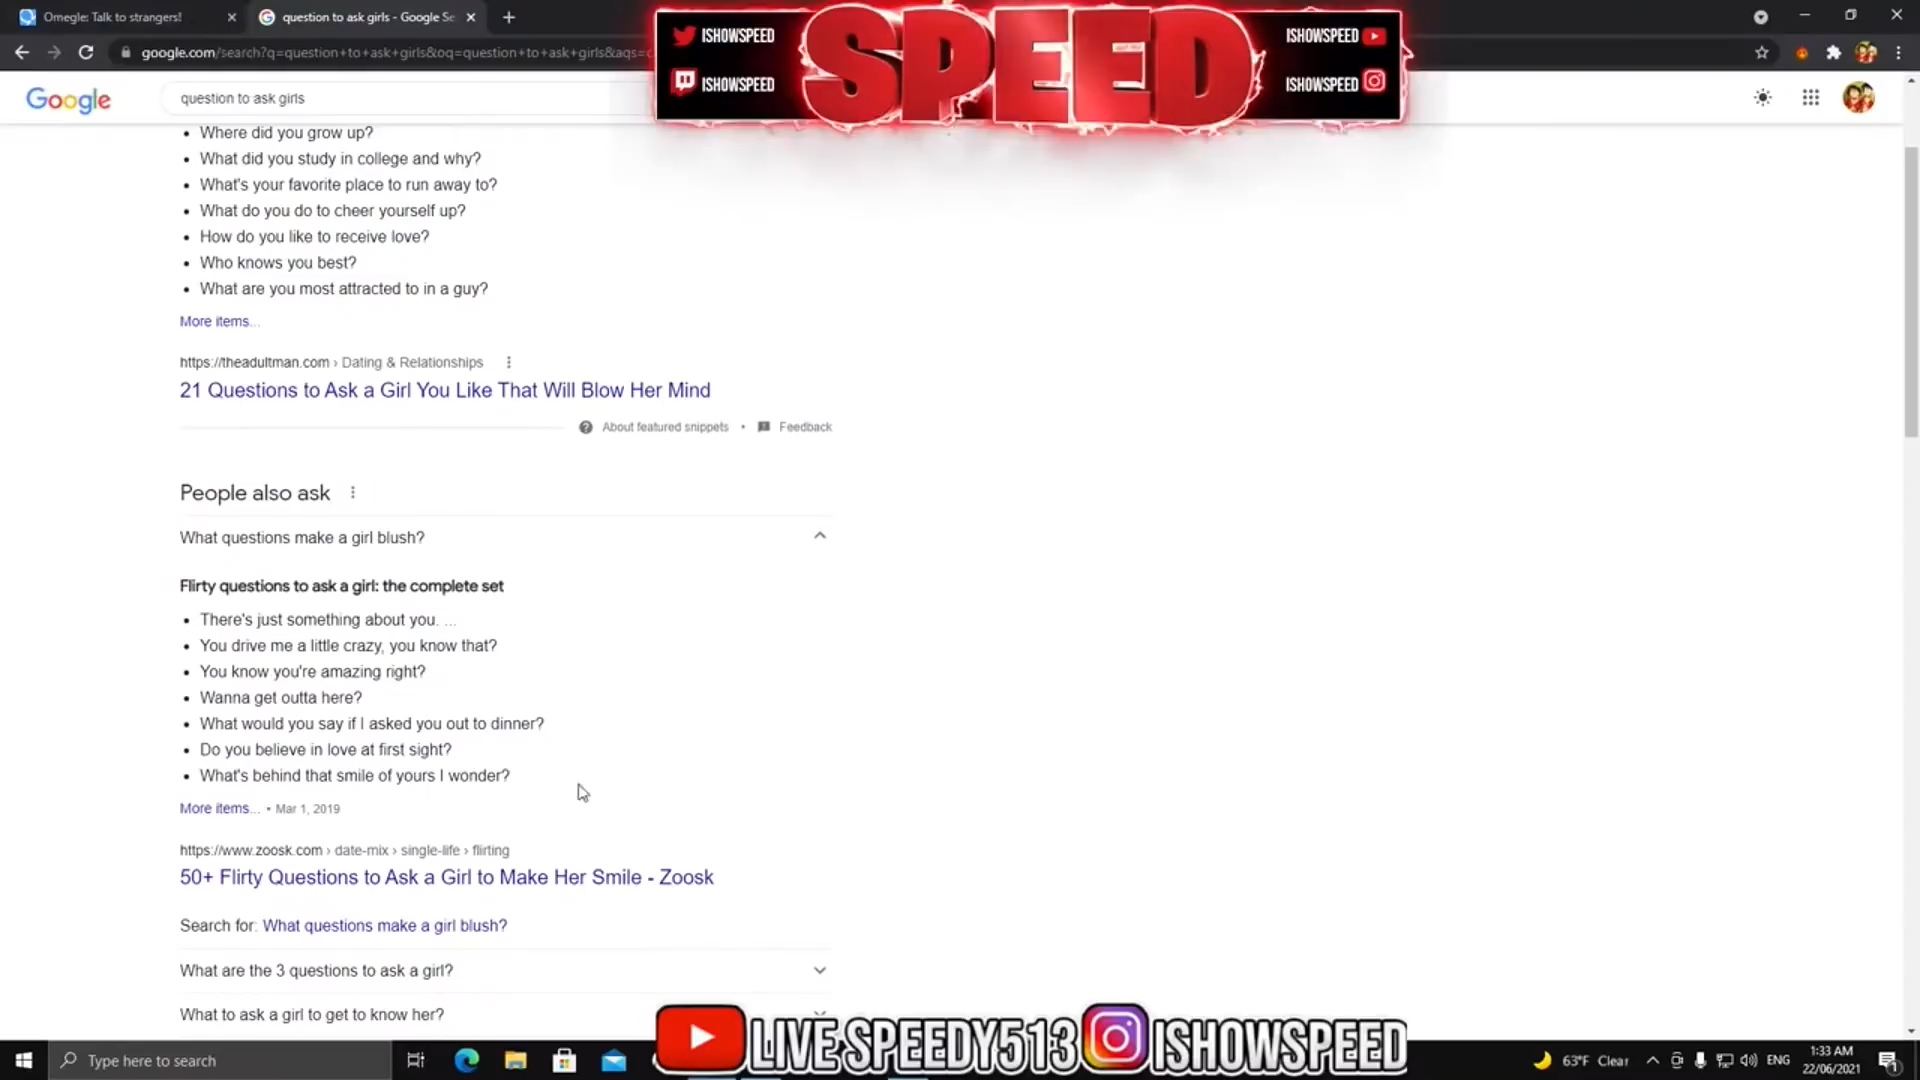 Omegle: Talk to strangers!
question to ask girls - Google Se
google.com/search?q=question+to+ask+girls&oq=question+to+ask+girls&aqs=c
ISHOWSPEED
ISHOWSPEED
SPEED
ISHOWSPEED
ISHOWSPEED
Google
question to ask girls
Where did you grow up?
What did you study in college and why?
What's your favorite place to run away to?
What do you do to cheer yourself up?
How do you like to receive love?
Who knows you best?
What are you most attracted to in a guy?
More items...
https://theadultman.com › Dating & Relationships
21 Questions to Ask a Girl You Like That Will Blow Her Mind
About featured snippets • Feedback
People also ask
What questions make a girl blush?
Flirty questions to ask a girl: the complete set
There's just something about you. ...
You drive me a little crazy, you know that?
You know you're amazing right?
Wanna get outta here?
What would you say if I asked you out to dinner?
Do you believe in love at first sight?
What's behind that smile of yours I wonder?
More items... • Mar 1, 2019
https://www.zoosk.com › date-mix › single-life › flirting
50+ Flirty Questions to Ask a Girl to Make Her Smile - Zoosk
Search for: What questions make a girl blush?
What are the 3 questions to ask a girl?
What to ask a girl to get to know her?
LIVE SPEEDY513 ISHOWSPEED
Type here to search
63°F Clear
ENG
1:33 AM
22/06/2021
1